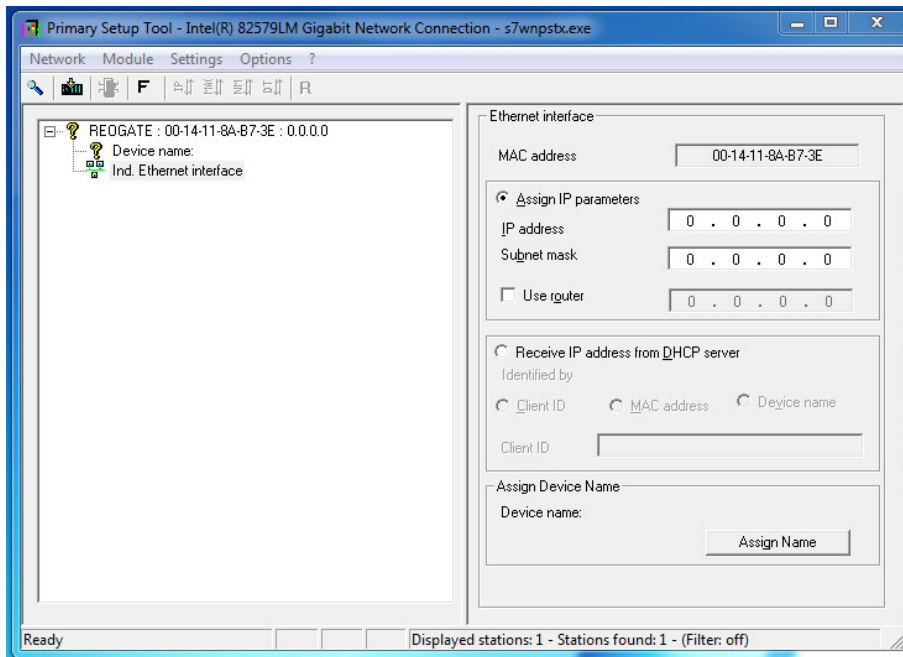 Primary Setup Tool - Intel(R) 82579LM Gigabit Network Connection - s7wnpstx.exe
Network Module Settings Options ?
F R
REOGATE : 00-14-11-8A-B7-3E : 0.0.0.0
Device name:
Ind. Ethernet interface
Ethernet interface
MAC address 00-14-11-8A-B7-3E
Assign IP parameters
IP address 0 . 0 . 0 . 0
Subnet mask 0 . 0 . 0 . 0
Use router 0 . 0 . 0 . 0
Receive IP address from DHCP server
Identified by
Client ID MAC address Device name
Client ID
Assign Device Name
Device name:
Assign Name
Ready Displayed stations: 1 - Stations found: 1 - (Filter: off)